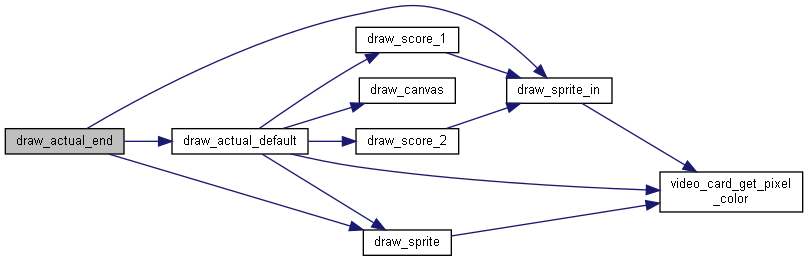 draw_score_1
draw_canvas
draw_sprite_in
draw_actual_end
draw_actual_default
draw_score_2
video_card_get_pixel
_color
draw_sprite